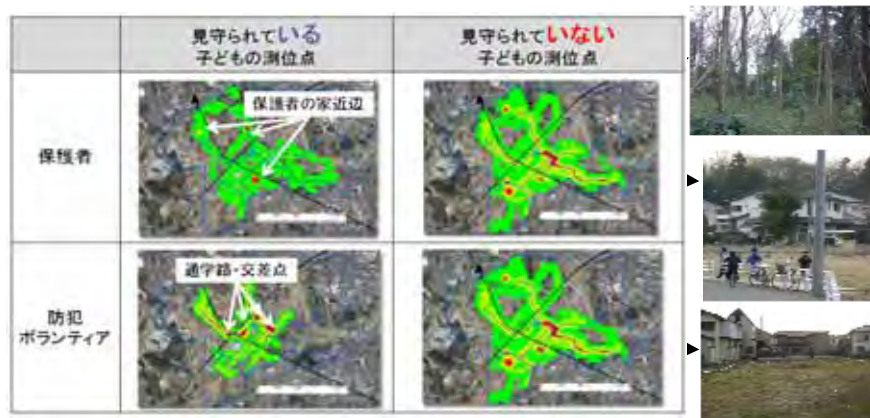 見守られている
子どもの測位点
見守られていない
子どもの測位点
保護者
保護者の家近辺
防犯
ボランティア
通学路・交差点